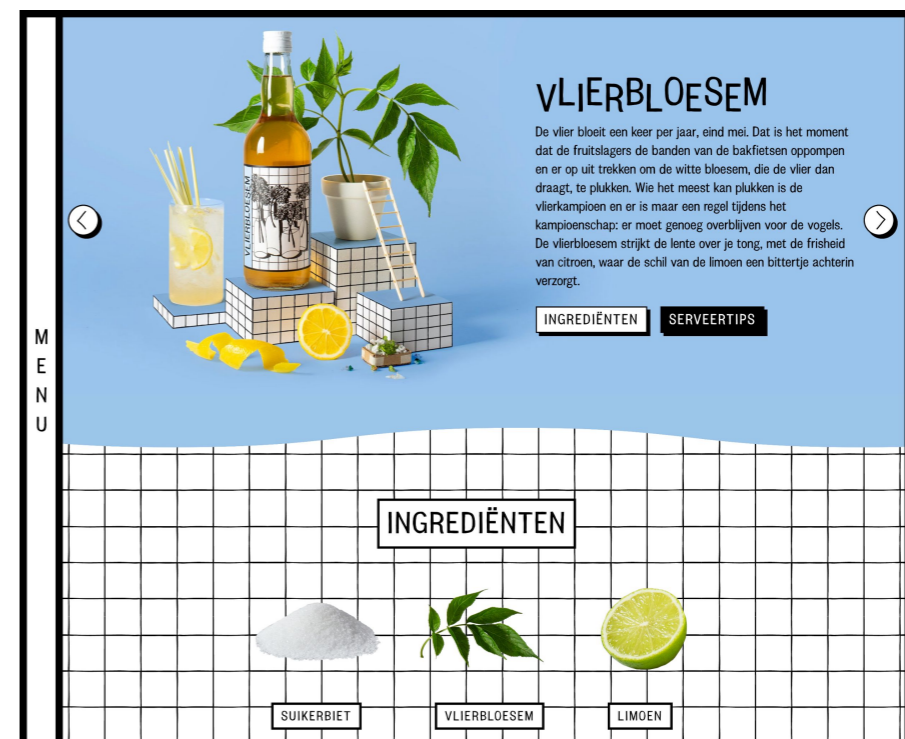 MENU
VLIERBLOESEM
De vlier bloeit een keer per jaar, eind mei. Dat is het moment
dat de fruitslagers de banden van de bakfietsen oppompen
en er op uit trekken om de witte bloesem, die de vlier dan
draagt, te plukken. Wie het meest kan plukken is de
vlierkampioen en er is maar een regel tijdens het
kampioenschap: er moet genoeg overblijven voor de vogels.
De vlierbloesem strijkt de lente over je tong, met de frisheid
van citroen, waar de schil van de limoen een bittertje achterin
verzorgt.
INGREDIËNTEN SERVEERTIPS
VLIERBLOESEM
INGREDIËNTEN
SUIKERBIET VLIERBLOESEM LIMOEN